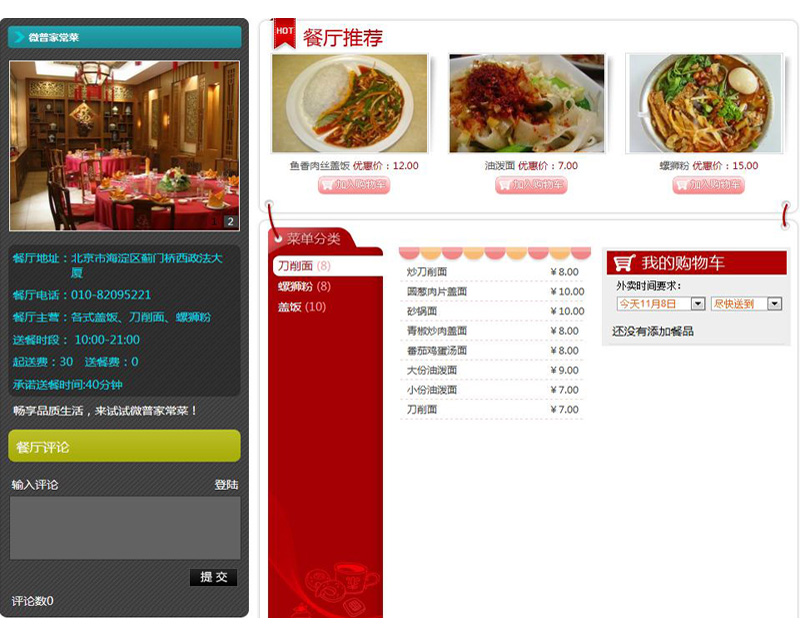 微普家常菜
1 2
餐厅地址：北京市海淀区蓟门桥西政法大
厦
餐厅电话：010-82095221
餐厅主营：各式盖饭、刀削面、螺狮粉
送餐时段： 10:00-21:00
起送费：30 送餐费：0
承诺送餐时间:40分钟
畅享品质生活，来试试微普家常菜！
餐厅评论
输入评论 登陆
提 交
评论数0
HOT 餐厅推荐
鱼香肉丝盖饭 优惠价：12.00
加入购物车
油泼面 优惠价：7.00
加入购物车
螺狮粉 优惠价：15.00
加入购物车
菜单分类
刀削面 (8)
螺狮粉 (8)
盖饭 (10)
炒刀削面 ￥8.00
圆葱肉片盖面 ￥10.00
砂锅面 ￥10.00
青椒炒肉盖面 ￥8.00
番茄鸡蛋汤面 ￥8.00
大份油泼面 ￥9.00
小份油泼面 ￥7.00
刀削面 ￥7.00
我的购物车
外卖时间要求：
今天11月8日 尽快送到
还没有添加餐品